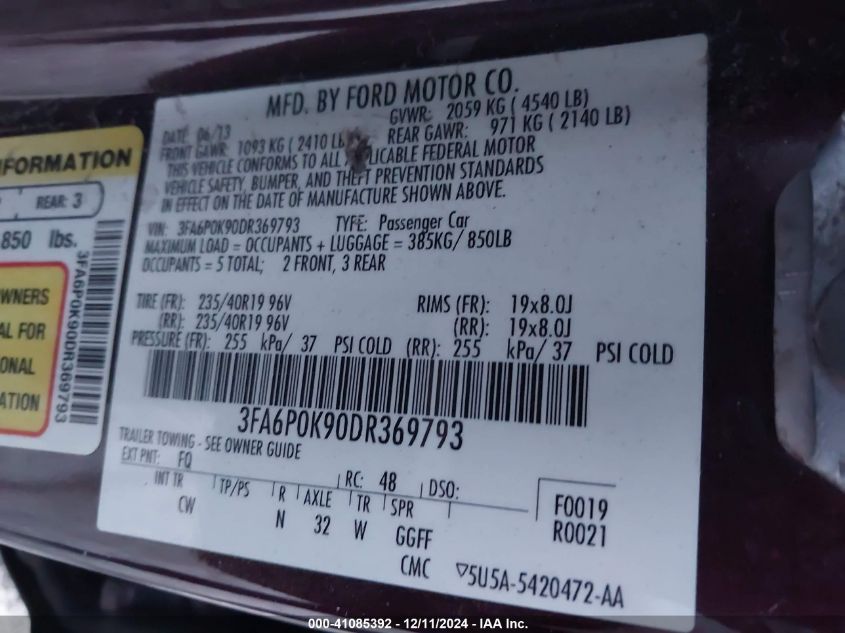 MFD. BY FORD MOTOR CO.
DATE: 06/13
GVWR: 2059 KG ( 4540 LB)
FRONT GAWR: 1093 KG ( 2410 LB
REAR GAWR: 971 KG ( 2140 LB)
THIS VEHICLE CONFORMS TO ALL APPLICABLE FEDERAL MOTOR
VEHICLE SAFETY, BUMPER, AND THEFT PREVENTION STANDARDS
IN EFFECT ON THE DATE OF MANUFACTURE SHOWN ABOVE.
VIN: 3FA6P0K90DR369793 TYPE: Passenger Car
MAXIMUM LOAD = OCCUPANTS + LUGGAGE = 385KG/ 850LB
OCCUPANTS = 5 TOTAL; 2 FRONT, 3 REAR
TIRE (FR): 235/40R19 96V RIMS (FR): 19x8.0J
(RR): 235/40R19 96V (RR): 19x8.0J
PRESSURE (FR): 255 kPa/ 37 PSI COLD (RR): 255 kPa/ 37 PSI COLD
3FA6P0K90DR369793
TRAILER TOWING - SEE OWNER GUIDE
EXT PNT: FQ RC: 48 DSO:
INT TR TP/PS R AXLE TR SPR
CW N 32 W GGFF
CMC
F0019
R0021
▽5U5A-5420472-AA
INFORMATION
REAR: 3
850 lbs.
3FA6P0K90DR369793
WNERS
AL FOR
ONAL
ATION
000-41085392 - 12/11/2024 - IAA Inc.